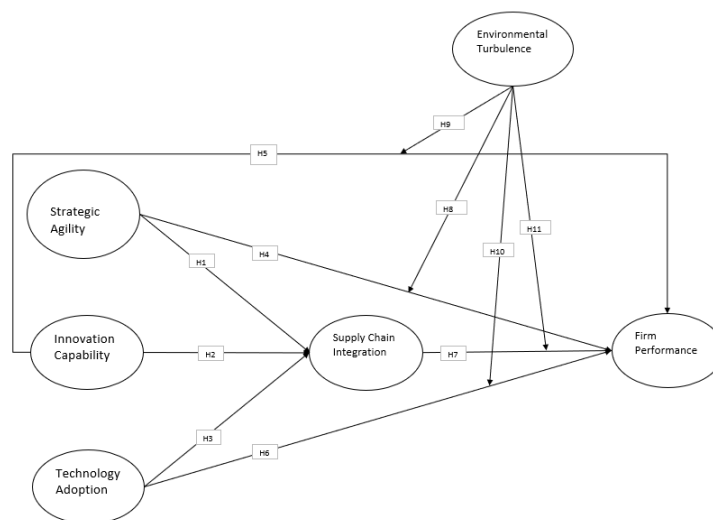 Environmental
Turbulence
H9
H5
Strategic
Agility
H8
H11
H10
H4
H1
Innovation
Capability
H2
Supply Chain
Integration
H7
Firm
Performance
H3
H6
Technology
Adoption